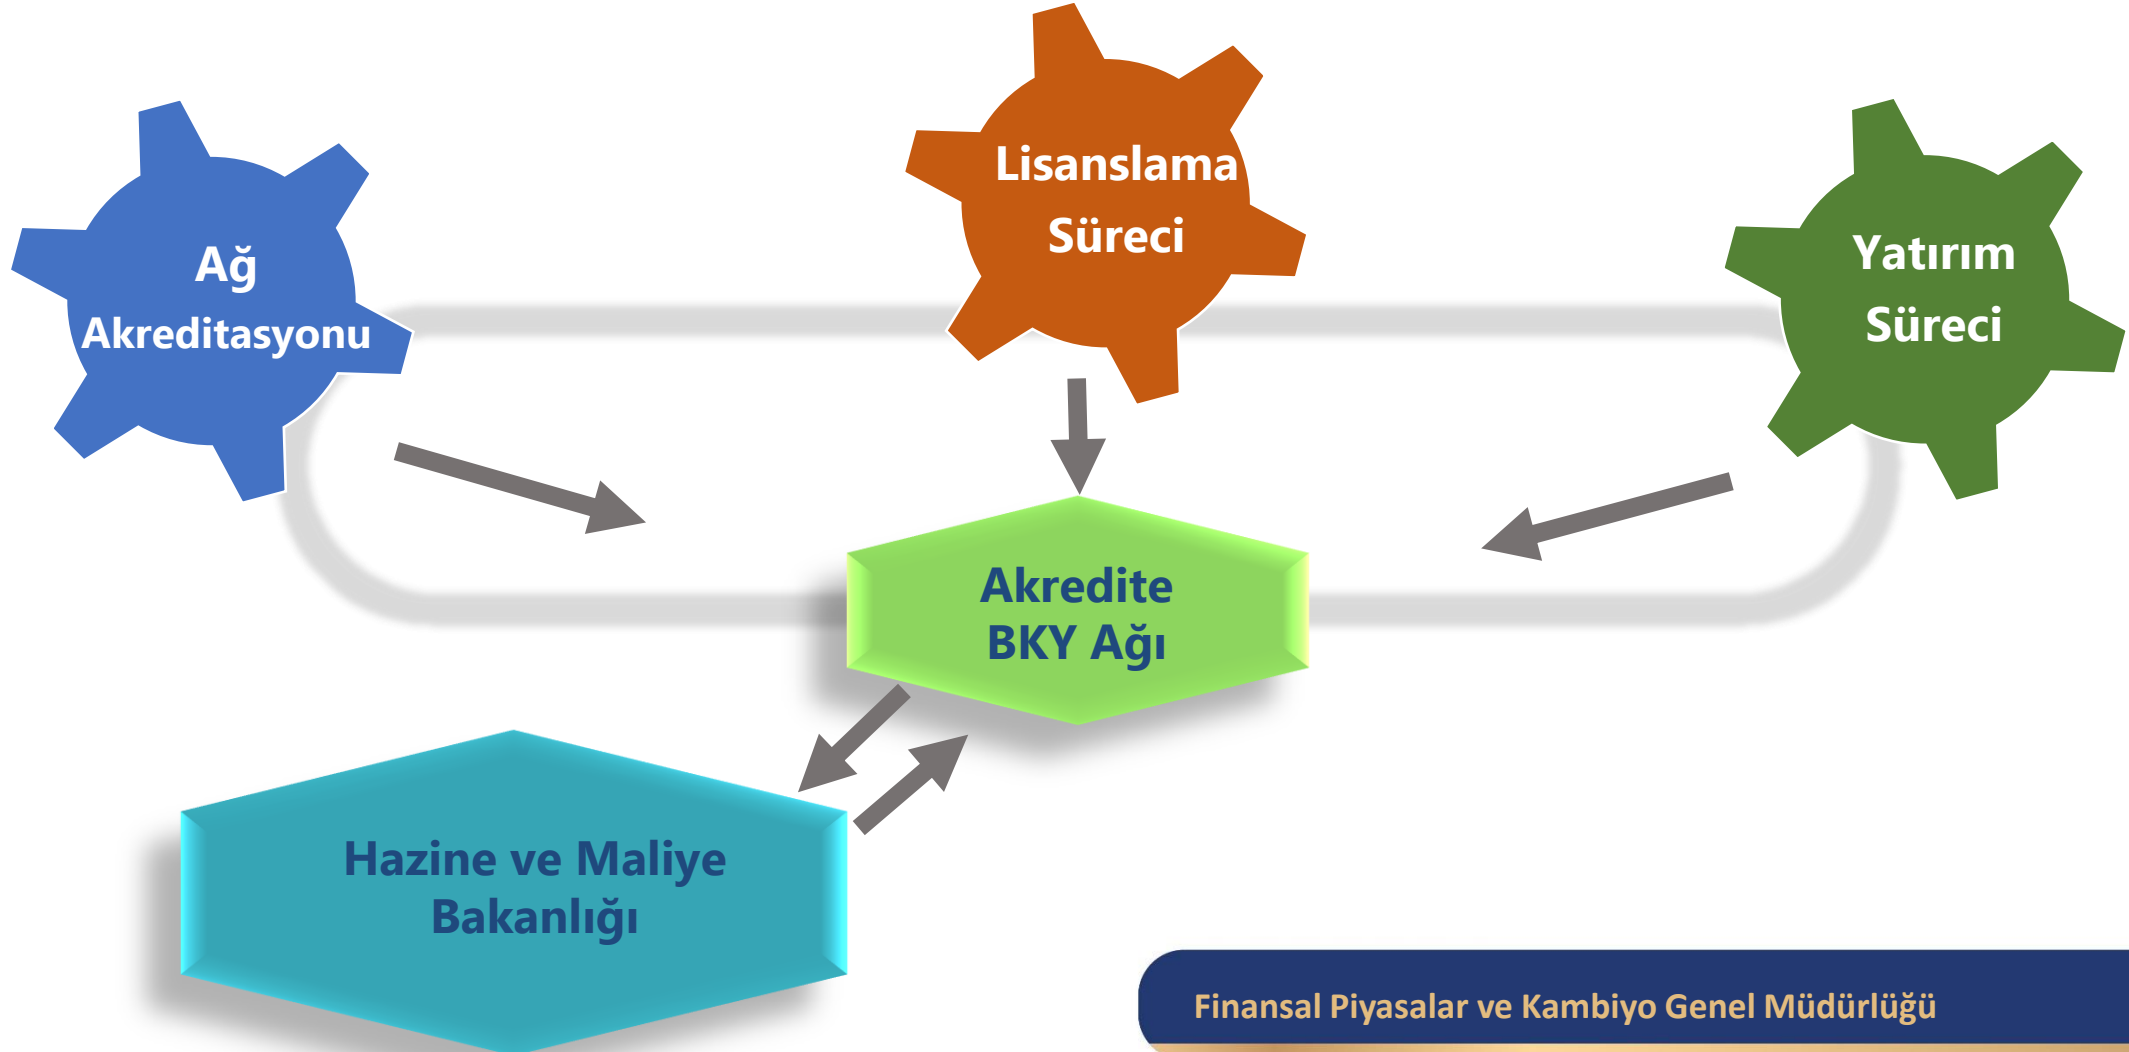 Ağ
Akreditasyonu
Lisanslama
Süreci
Yatırım
Süreci
Akredite
BKY Ağı
Hazine ve Maliye
Bakanlığı
Finansal Piyasalar ve Kambiyo Genel Müdürlüğü